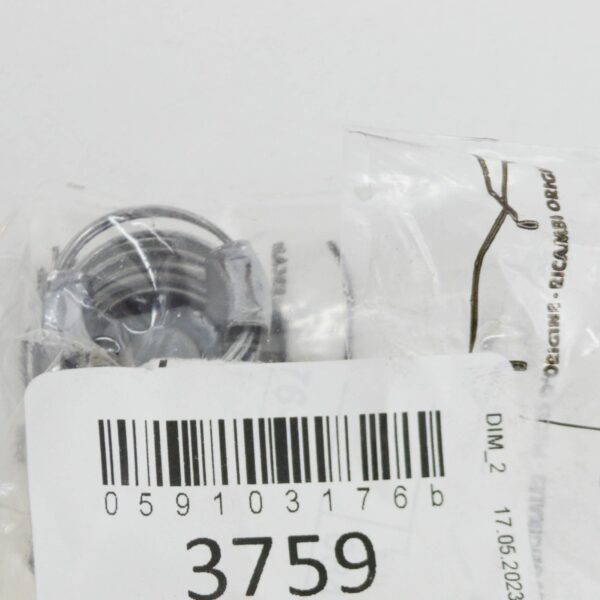 ORIGINE - RICAMBI ORIGI
059103176b
DIM_2 17.05.2023
3759